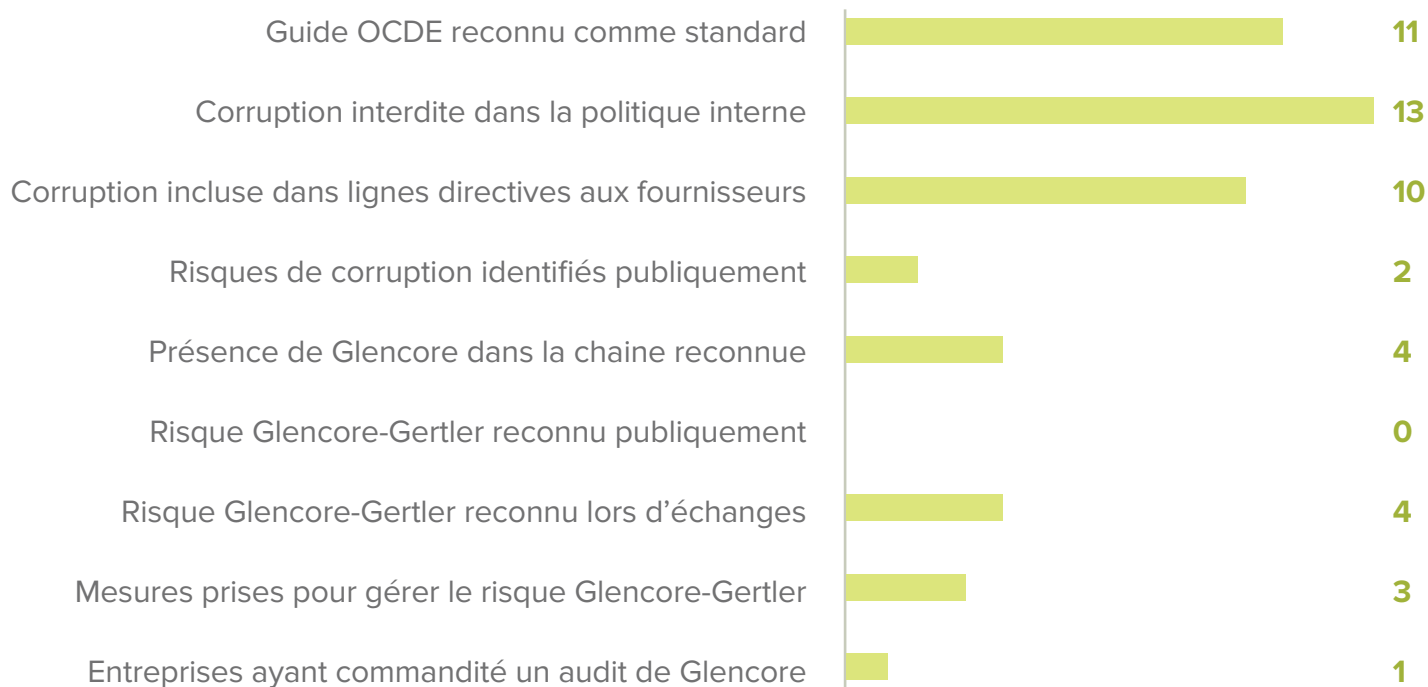 Guide OCDE reconnu comme standard 11
Corruption interdite dans la politique interne 13
Corruption incluse dans lignes directives aux fournisseurs 10
Risques de corruption identifiés publiquement 2
Présence de Glencore dans la chaine reconnue 4
Risque Glencore-Gertler reconnu publiquement 0
Risque Glencore-Gertler reconnu lors d’échanges 4
Mesures prises pour gérer le risque Glencore-Gertler 3
Entreprises ayant commandité un audit de Glencore 1